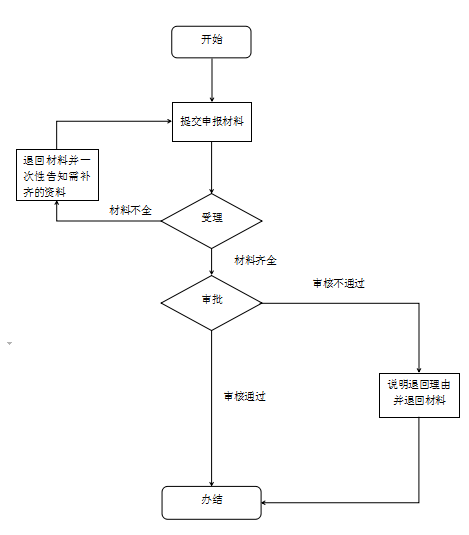 开始
提交申报材料
退回材料并一
次性告知需补
齐的资料
材料不全
受理
材料齐全
审批
审核不通过
说明退回理由
并退回材料
审核通过
办结